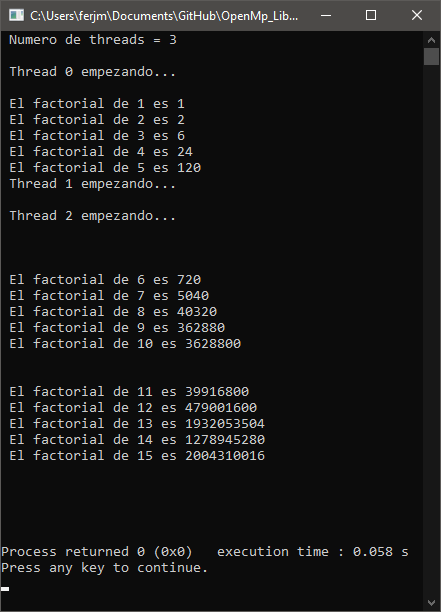 C:\Users\ferjm\Documents\GitHub\OpenMp_Lib...
Numero de threads = 3
Thread 0 empezando...
El factorial de 1 es 1
El factorial de 2 es 2
El factorial de 3 es 6
El factorial de 4 es 24
El factorial de 5 es 120
Thread 1 empezando...
Thread 2 empezando...
El factorial de 6 es 720
El factorial de 7 es 5040
El factorial de 8 es 40320
El factorial de 9 es 362880
El factorial de 10 es 3628800
El factorial de 11 es 39916800
El factorial de 12 es 479001600
El factorial de 13 es 1932053504
El factorial de 14 es 1278945280
El factorial de 15 es 2004310016
Process returned 0 (0x0)   execution time : 0.058 s
Press any key to continue.